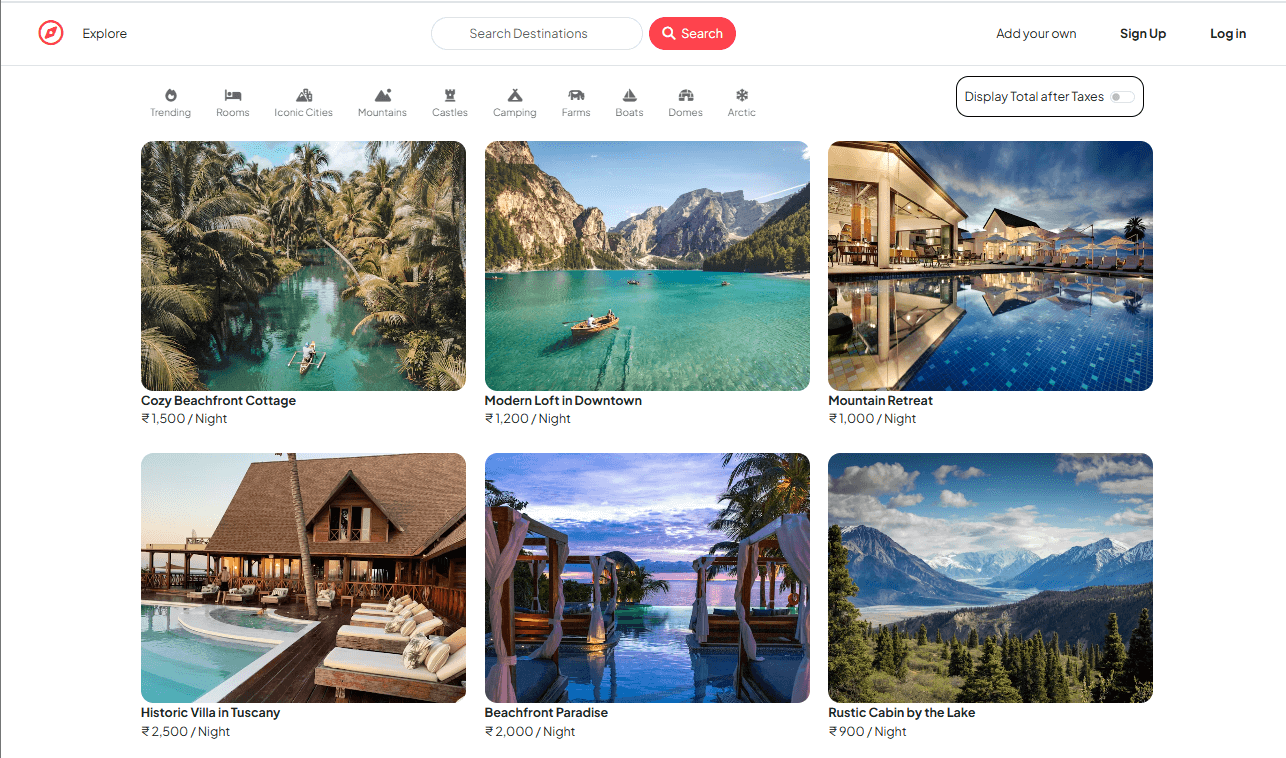 Explore
Search Destinations
Search
Add your own
Sign Up
Log in
Trending
Rooms
Iconic Cities
Mountains
Castles
Camping
Farms
Boats
Domes
Arctic
Display Total after Taxes
Cozy Beachfront Cottage
₹1,500 / Night
Modern Loft in Downtown
₹1,200 / Night
Mountain Retreat
₹1,000 / Night
Historic Villa in Tuscany
₹2,500 / Night
Beachfront Paradise
₹2,000 / Night
Rustic Cabin by the Lake
₹900 / Night